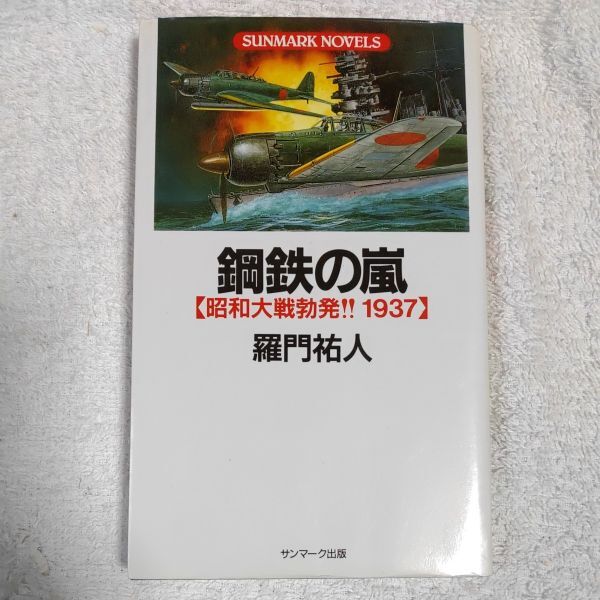 SUNMARK NOVELS
鋼鉄の嵐
【昭和大戦勃発!! 1937】
羅門祐人
サンマーク出版